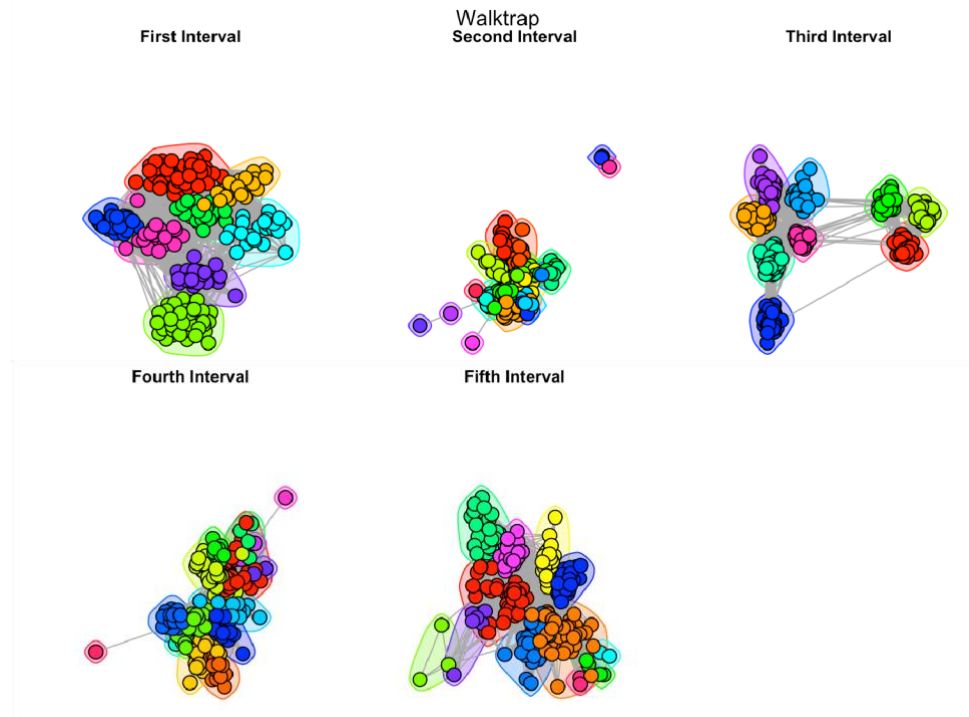 Walktrap
First Interval
Second Interval
Third Interval
Fourth Interval
Fifth Interval